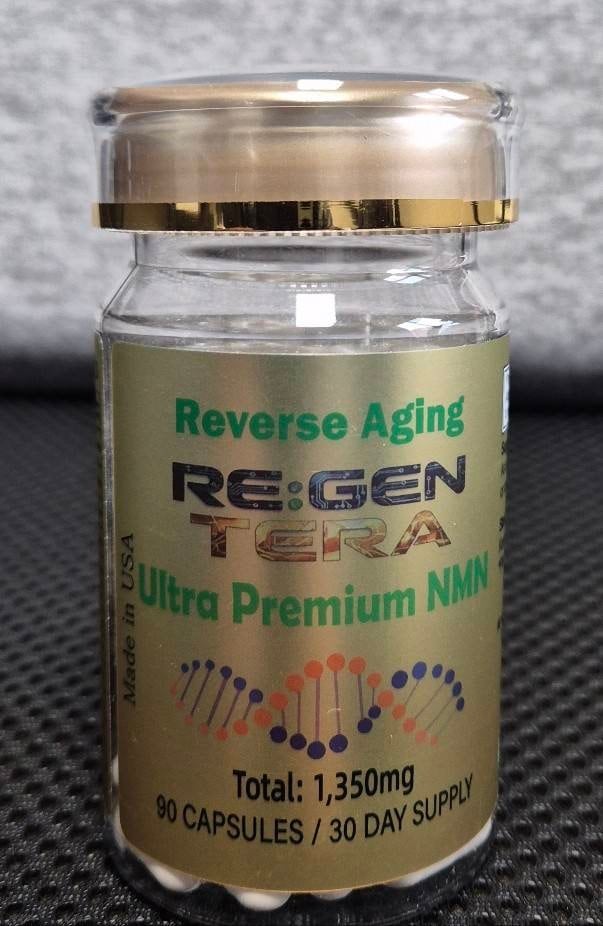 Reverse Aging
RE:GEN
TERA
Ultra Premium NMN
Made in USA
Total: 1,350mg
90 CAPSULES / 30 DAY SUPPLY